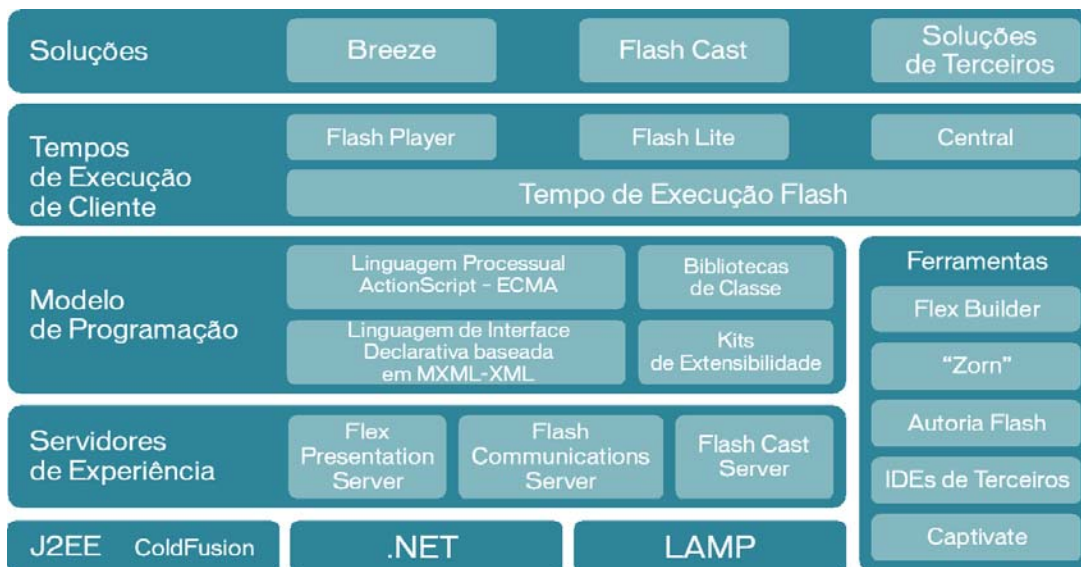 Soluções
Breeze
Flash Cast
Soluções
de Terceiros
Tempos
de Execução
de Cliente
Flash Player
Flash Lite
Central
Tempo de Execução Flash
Modelo
de Programação
Linguagem Processual
ActionScript - ECMA
Bibliotecas
de Classe
Linguagem de Interface
Declarativa baseada
em MXML-XML
Kits
de Extensibilidade
Servidores
de Experiência
Flex
Presentation
Server
Flash
Communications
Server
Flash Cast
Server
J2EE ColdFusion
.NET
LAMP
Ferramentas
Flex Builder
“Zorn”
Autoria Flash
IDEs de Terceiros
Captivate